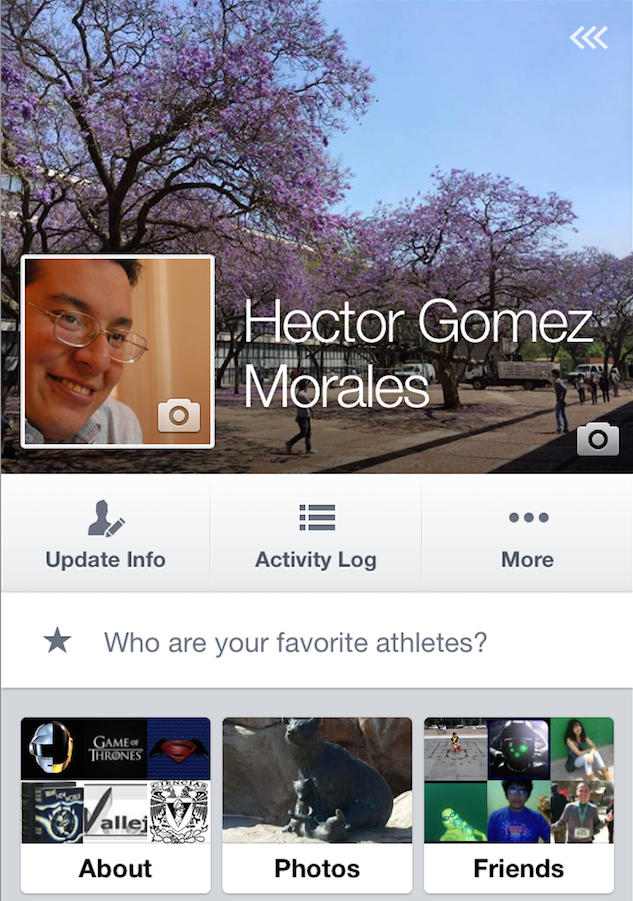 Hector Gomez
Morales
Update Info
Activity Log
More
Who are your favorite athletes?
GAME OF
THRONES
CIENCIAS
Vallej
About
Photos
Friends